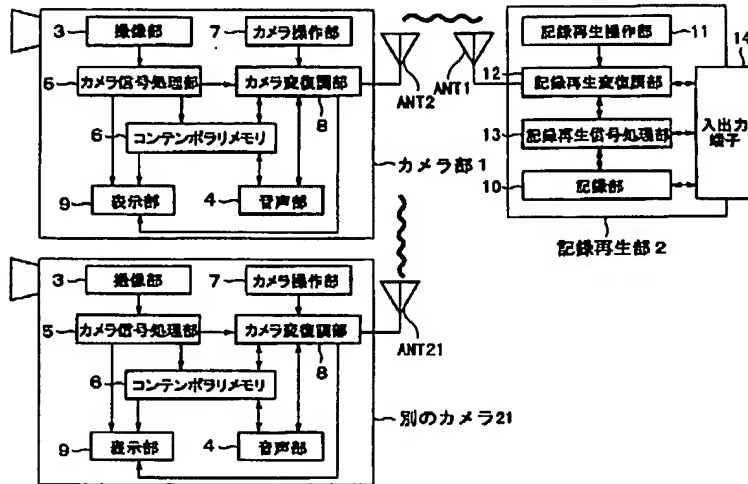 3 撮像部
7 カメラ操作部
5 カメラ信号処理部
カメラ変復調部
8
6 コンテンポラリメモリ
9 表示部
4 音声部
カメラ部1
ANT2
ANT1
記録再生操作部 11
12 記録再生変復調部
13 記録再生信号処理部
10 記録部
14
入出力
端子
記録再生部2
3 撮像部
7 カメラ操作部
5 カメラ信号処理部
カメラ変復調部
8
6 コンテンポラリメモリ
9 表示部
4 音声部
ANT21
別のカメラ21